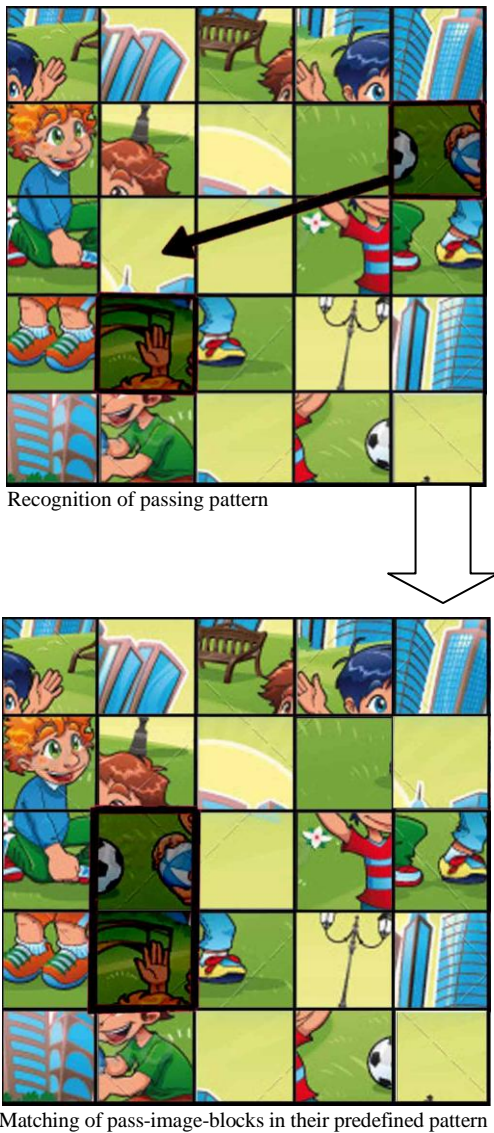 Recognition of passing pattern
Matching of pass-image-blocks in their predefined pattern